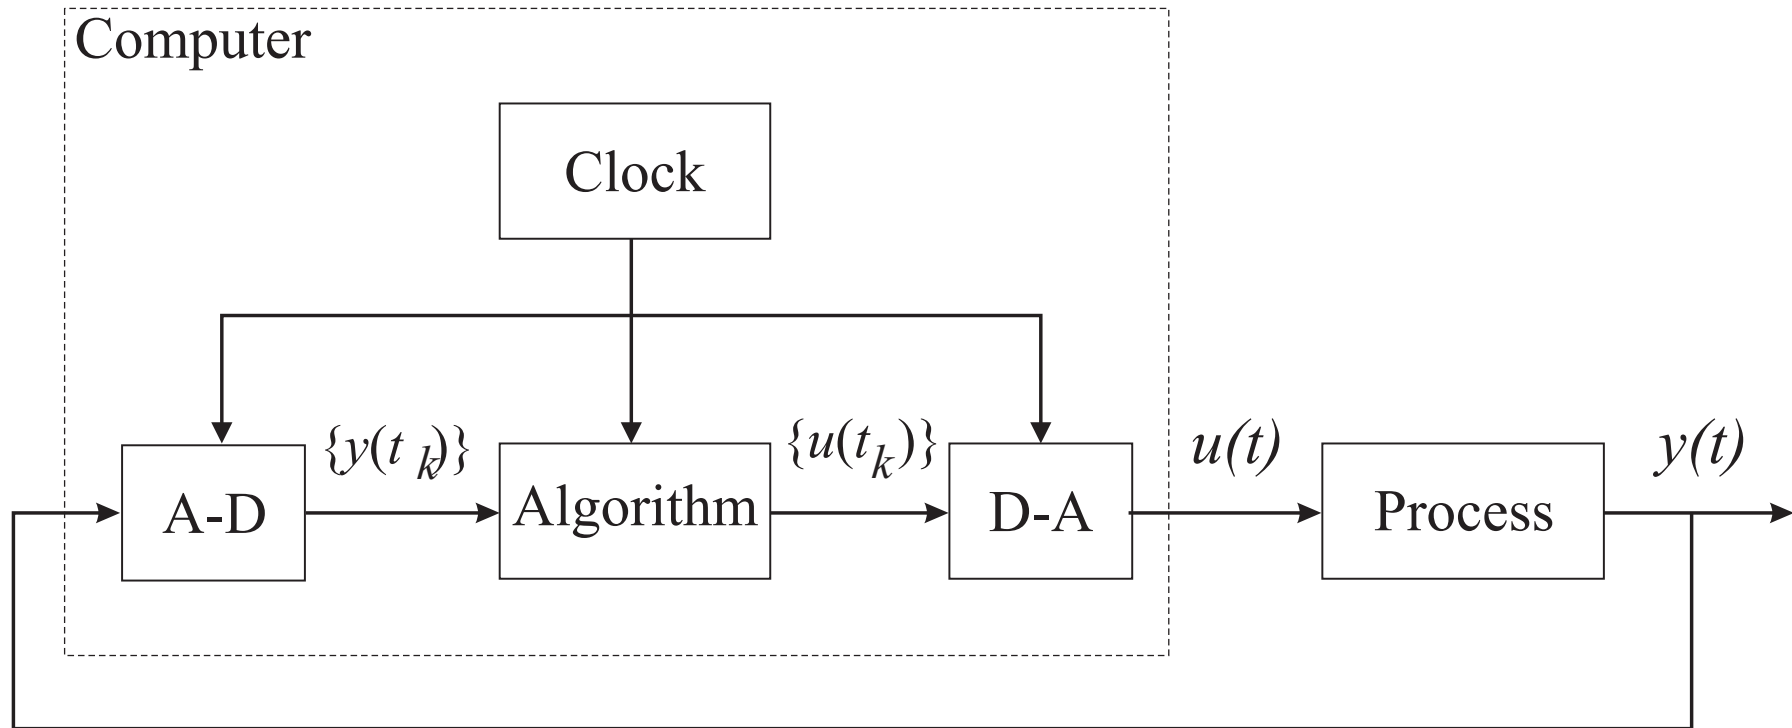 Computer
Clock
{y(t k)}
{u(tk)}
u(t)
y(t)
A-D
Algorithm
D-A
Process